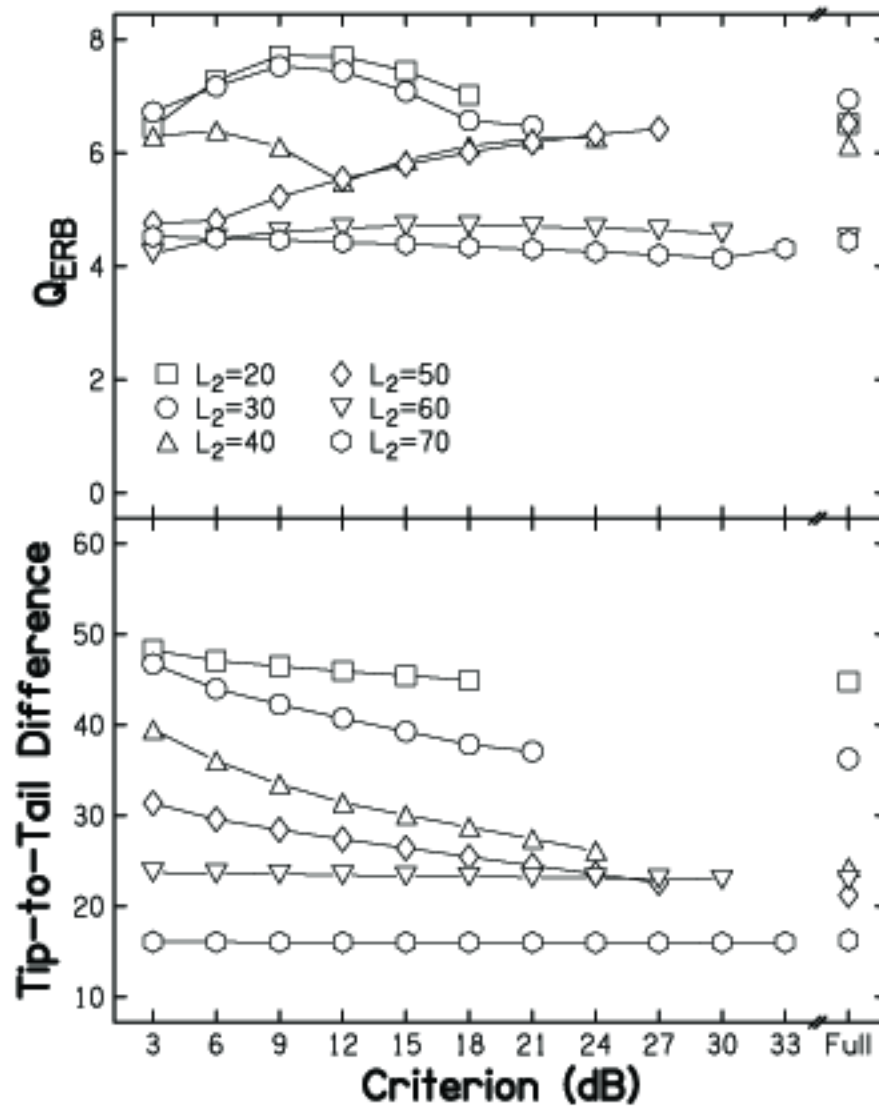 8
6
4
2
0
Q_ERB
L₂=20
L₂=30
L₂=40
L₂=50
L₂=60
L₂=70
60
50
40
30
20
10
Tip-to-Tail Difference
3 6 9 12 15 18 21 24 27 30 33 Full
Criterion (dB)